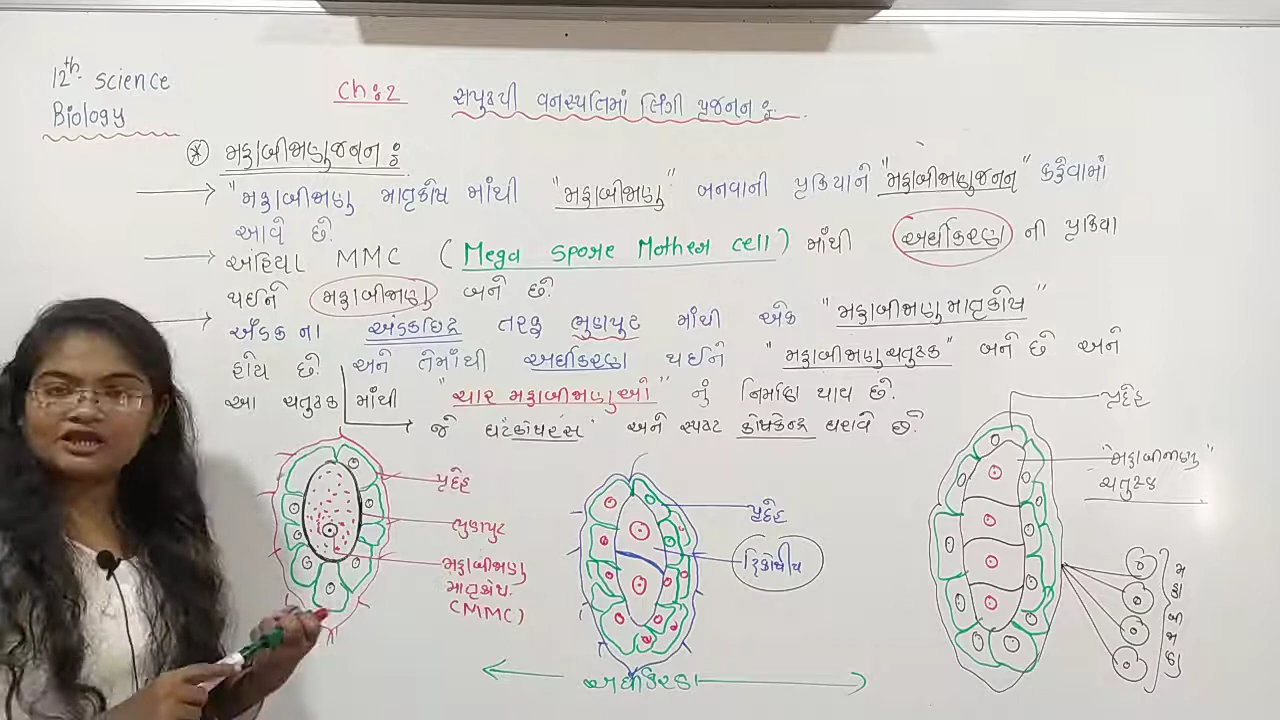 12th Science
Biology
Ch:2
સપુષ્પી વનસ્પતિમાં લિંગી પ્રજનન :
* મહાબીજાણુજનન :
→ "મહાબીજાણુ માતૃકોષ માંથી "મહાબીજાણુ" બનવાની પ્રક્રિયાને "મહાબીજાણુજનન" કહેવામાં
આવે છે.
→ અહિયા MMC (Mega spore Mother cell) માંથી અર્ધીકરણ ની પ્રક્રિયા
થઈને મહાબીજાણુ બને છે.
→ અંડક ના અંડકછિદ્ર તરફ ભ્રુણપુટ માંથી એક "મહાબીજાણુમાતૃકોષ"
હોય છે. અને તેમાંથી અર્ધીકરણ થઈને "મહાબીજાણુચતુષ્ક" બને છે અને
આ ચતુષ્ક માંથી "ચાર મહાબીજાણુઓ" નું નિર્માણ થાય છે.
→ જે ઘટ્ટકોષરસ અને સ્પષ્ટ કોષકેન્દ્ર ધરાવે છે.
પ્રદેહ
ભ્રુણપુટ
મહાબીજાણુ
માતૃકોષ
(MMC)
પ્રદેહ
દ્વિકોષીય
અર્ધીકરણ
પ્રદેહ
"મહાબીજાણુ"
ચતુષ્ક
મહાબીજાણુ